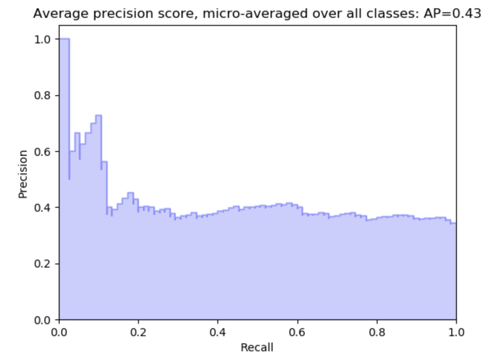 Average precision score, micro-averaged over all classes: AP=0.43
1.0
0.8
0.6
0.4
0.2
0.0
Precision
0.0 0.2 0.4 0.6 0.8 1.0
Recall